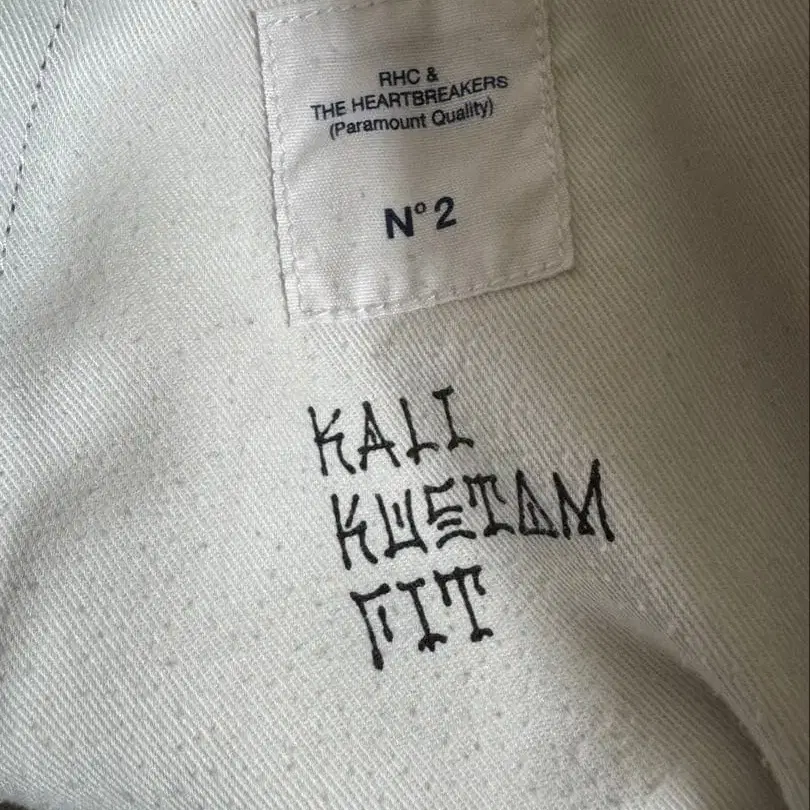 RHC &
THE HEARTBREAKERS
(Paramount Quality)
N° 2
KALI
KUSTOM
FIT